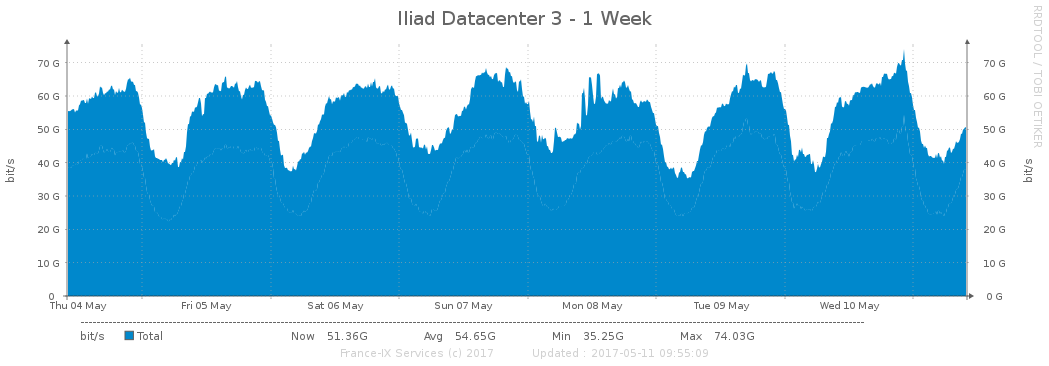 Iliad Datacenter 3 - 1 Week
RRDTOOL / TOBI OETIKER
bit/s
bit/s
70 G 70 G
60 G 60 G
50 G 50 G
40 G 40 G
30 G 30 G
20 G 20 G
10 G 10 G
0 0 G
Thu 04 May Fri 05 May Sat 06 May Sun 07 May Mon 08 May Tue 09 May Wed 10 May
bit/s Total Now 51.36G Avg 54.65G Min 35.25G Max 74.03G
France-IX Services (c) 2017 Updated : 2017-05-11 09:55:09